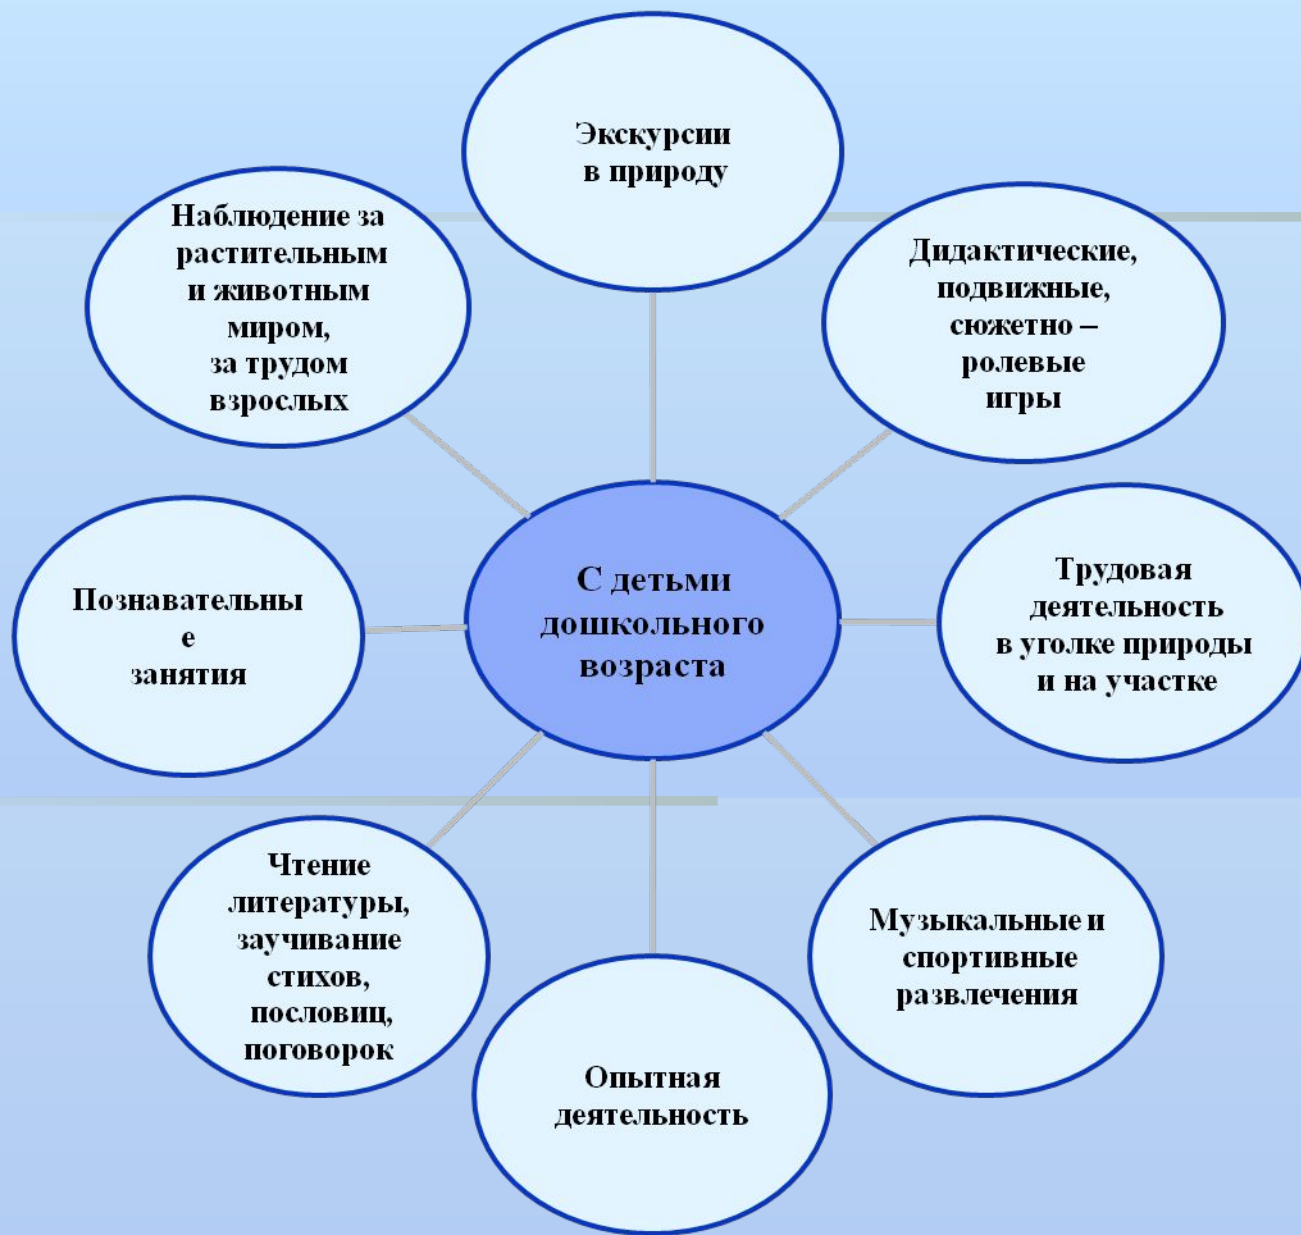 Экскурсии
в природу
Наблюдение за
растительным
и животным
миром,
за трудом
взрослых
Дидактические,
подвижные,
сюжетно –
ролевые
игры
Познавательны
е
занятия
С детьми
дошкольного
возраста
Трудовая
деятельность
в уголке природы
и на участке
Чтение
литературы,
заучивание
стихов,
пословиц,
поговорок
Музыкальные и
спортивные
развлечения
Опытная
деятельность